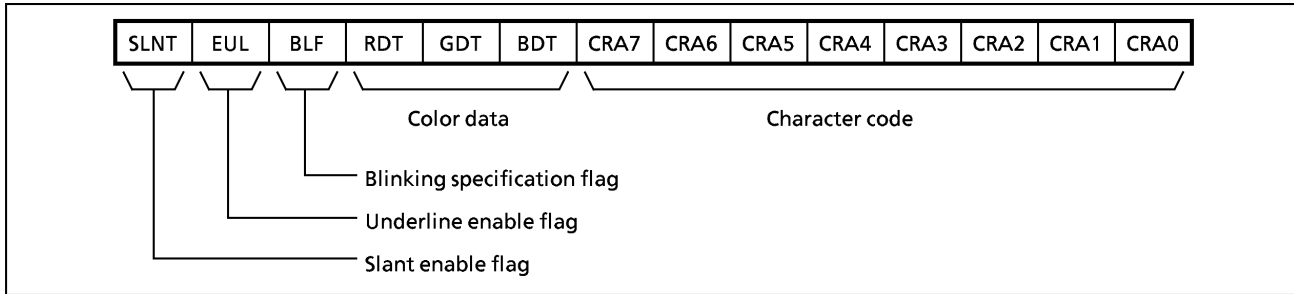 SLNT EUL BLF RDT GDT BDT CRA7 CRA6 CRA5 CRA4 CRA3 CRA2 CRA1 CRA0
Color data Character code
Blinking specification flag
Underline enable flag
Slant enable flag